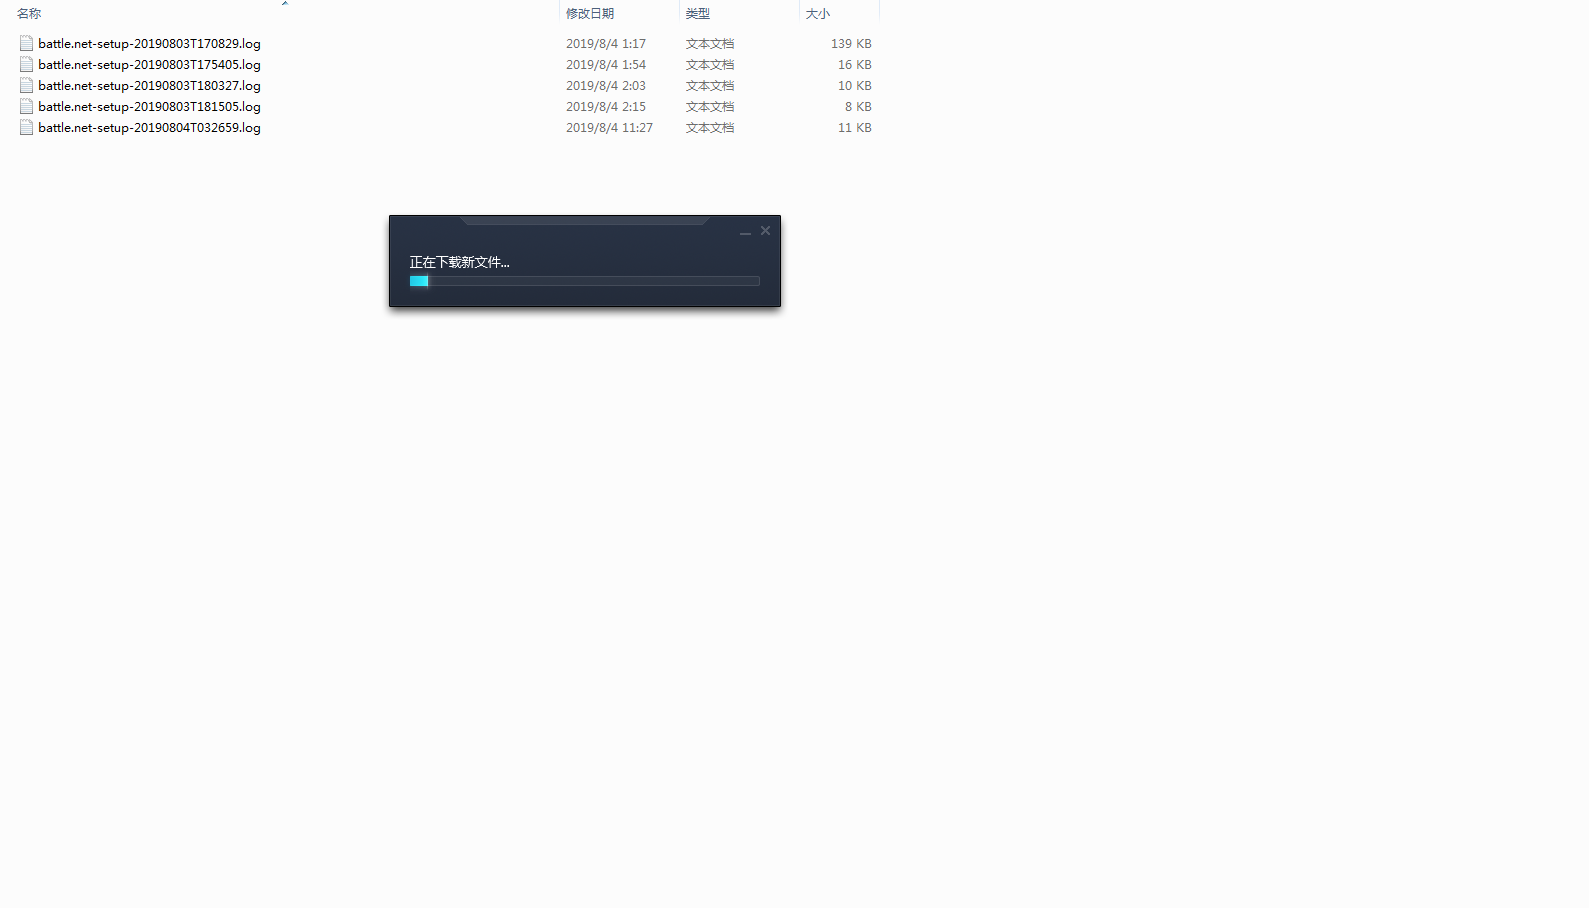 名称 修改日期 类型 大小
battle.net-setup-20190803T170829.log 2019/8/4 1:17 文本文档 139 KB
battle.net-setup-20190803T175405.log 2019/8/4 1:54 文本文档 16 KB
battle.net-setup-20190803T180327.log 2019/8/4 2:03 文本文档 10 KB
battle.net-setup-20190803T181505.log 2019/8/4 2:15 文本文档 8 KB
battle.net-setup-20190804T032659.log 2019/8/4 11:27 文本文档 11 KB
正在下载新文件...